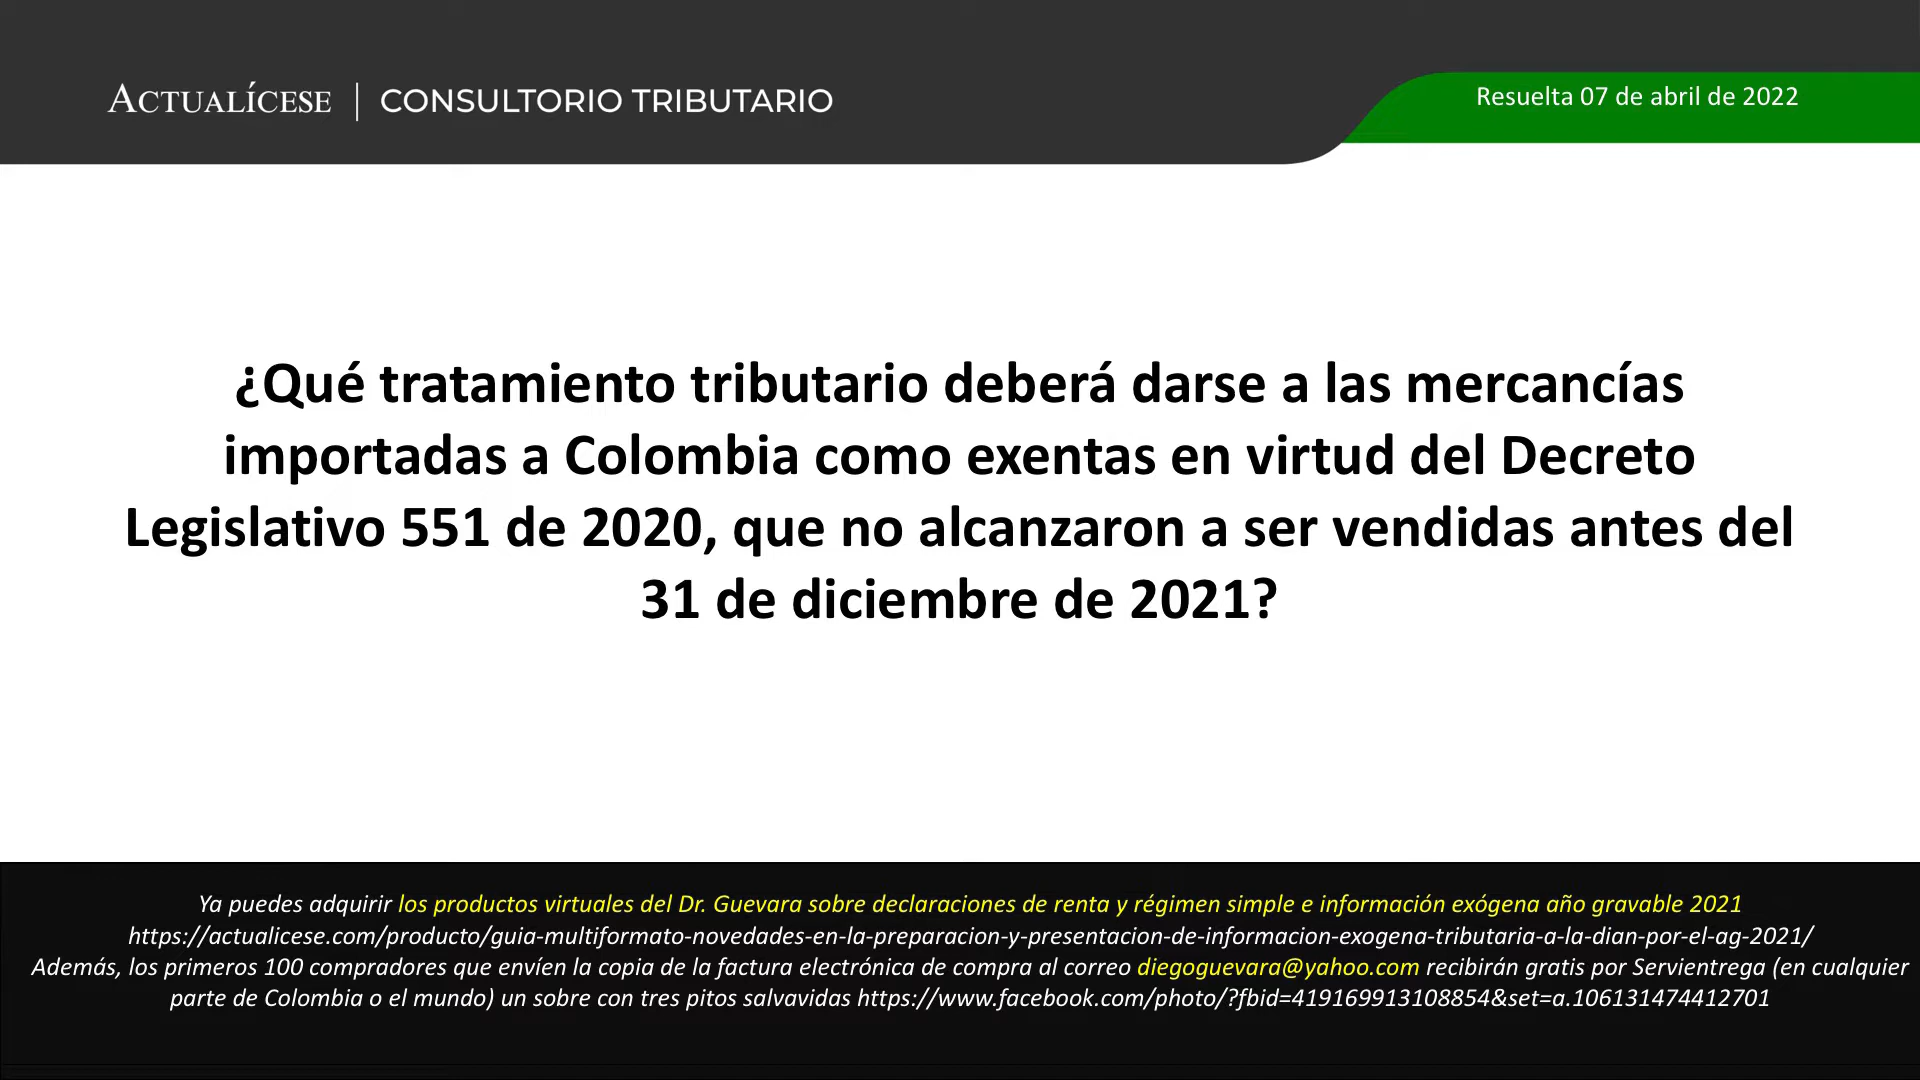 ACTUALÍCESE | CONSULTORIO TRIBUTARIO
Resuelta 07 de abril de 2022
¿Qué tratamiento tributario deberá darse a las mercancías
importadas a Colombia como exentas en virtud del Decreto
Legislativo 551 de 2020, que no alcanzaron a ser vendidas antes del
31 de diciembre de 2021?
Ya puedes adquirir los productos virtuales del Dr. Guevara sobre declaraciones de renta y régimen simple e información exógena año gravable 2021
https://actualicese.com/producto/guia-multiformato-novedades-en-la-preparacion-y-presentacion-de-informacion-exogena-tributaria-a-la-dian-por-el-ag-2021/
Además, los primeros 100 compradores que envíen la copia de la factura electrónica de compra al correo diegoguevara@yahoo.com recibirán gratis por Servientrega (en cualquier
parte de Colombia o el mundo) un sobre con tres pitos salvavidas https://www.facebook.com/photo/?fbid=419169913108854&set=a.106131474412701